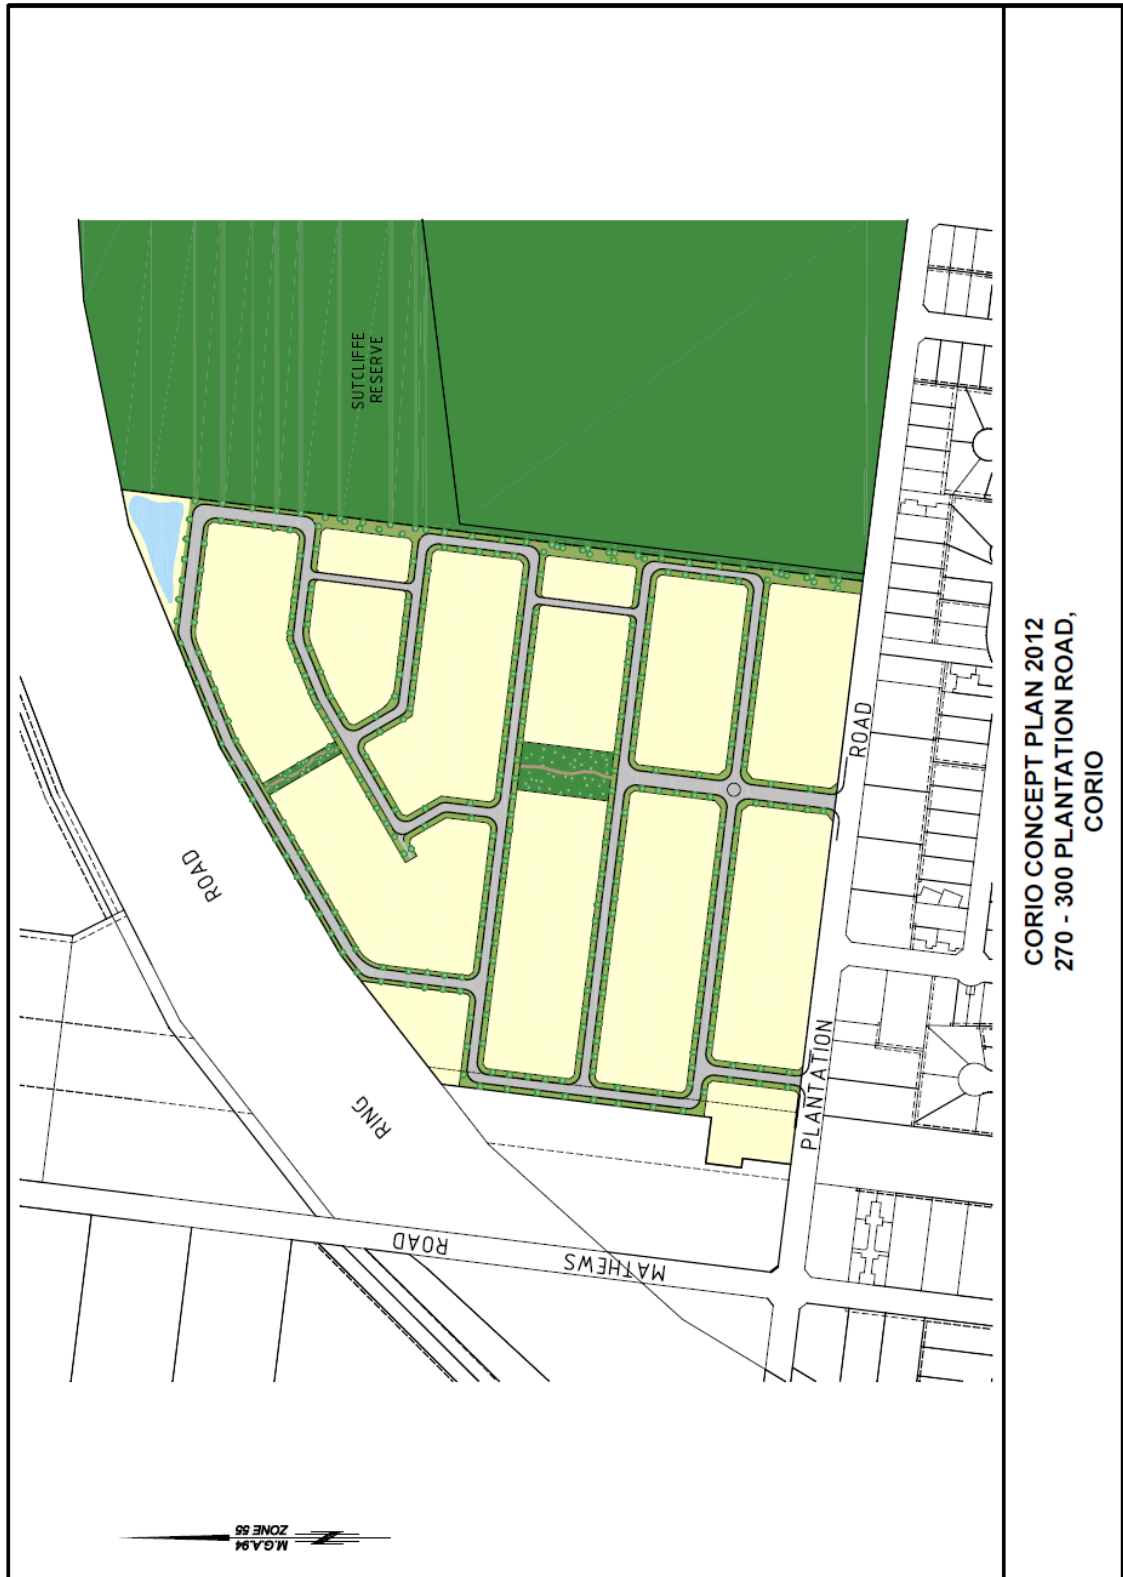 SUTCLIFFE
RESERVE
ROAD
ROAD
RING
PLANTATION
ROAD
MATHEWS
M.G.A.94
ZONE 55
N
CORIO CONCEPT PLAN 2012
270 - 300 PLANTATION ROAD,
CORIO